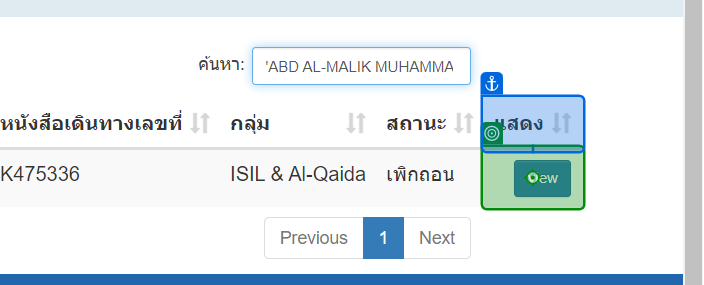 ค้นหา: 'ABD AL-MALIK MUHAMMA
หนังสือเดินทางเลขที่ กลุ่ม สถานะ แสดง
K475336 ISIL & Al-Qaida เพิกถอน
Previous 1 Next